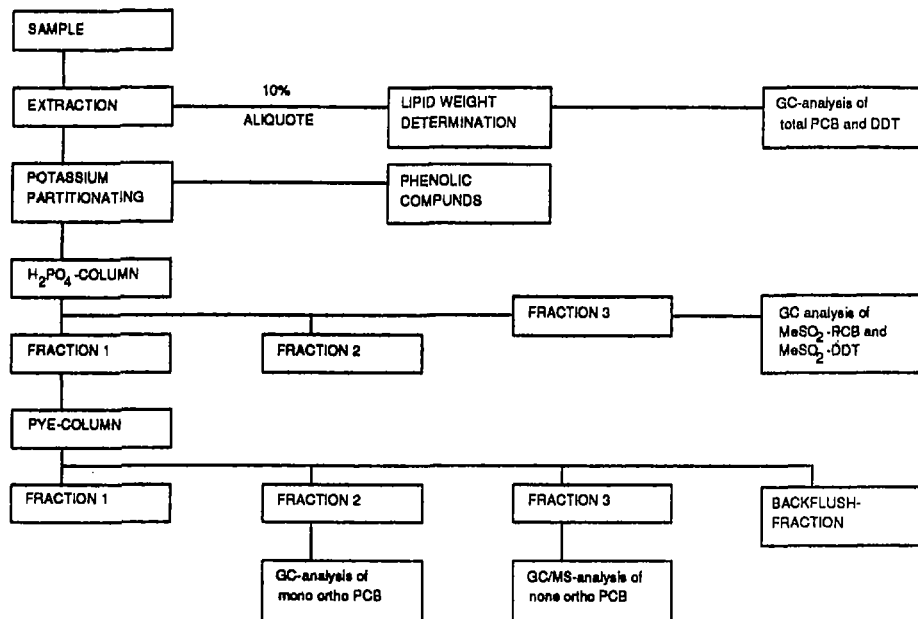 SAMPLE
EXTRACTION
10%
ALIQUOTE
LIPID WEIGHT
DETERMINATION
GC-analysis of
total PCB and DDT
POTASSIUM
PARTITIONATING
PHENOLIC
COMPUNDS
H₂PO₄-COLUMN
FRACTION 3
GC analysis of
MeSO₂-RCB and
MeSO₂-DDT
FRACTION 1
FRACTION 2
PYE-COLUMN
FRACTION 1
FRACTION 2
FRACTION 3
BACKFLUSH-
FRACTION
GC-analysis of
mono ortho PCB
GC/MS-analysis of
none ortho PCB